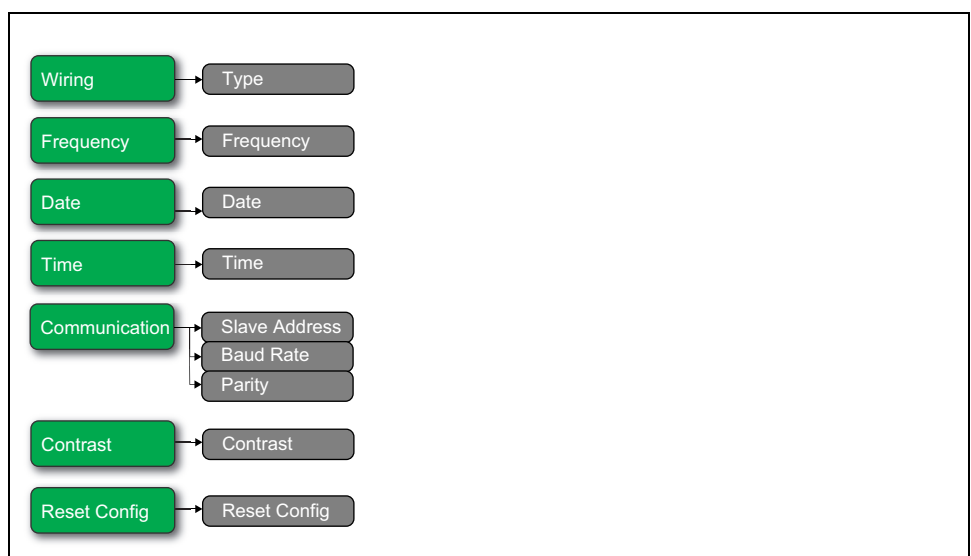 Wiring
Type
Frequency
Frequency
Date
Date
Time
Time
Communication
Slave Address
Baud Rate
Parity
Contrast
Contrast
Reset Config
Reset Config